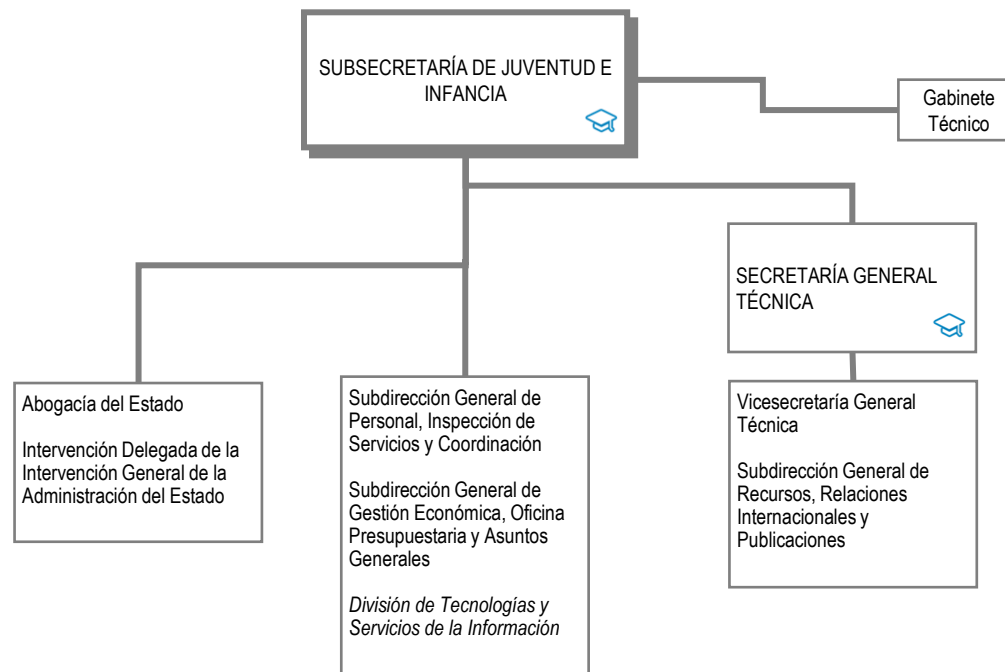 SUBSECRETARÍA DE JUVENTUD E
INFANCIA
Gabinete
Técnico
SECRETARÍA GENERAL
TÉCNICA
Abogacía del Estado
Intervención Delegada de la
Intervención General de la
Administración del Estado
Subdirección General de
Personal, Inspección de
Servicios y Coordinación
Subdirección General de
Gestión Económica, Oficina
Presupuestaria y Asuntos
Generales
División de Tecnologías y
Servicios de la Información
Vicesecretaría General
Técnica
Subdirección General de
Recursos, Relaciones
Internacionales y
Publicaciones